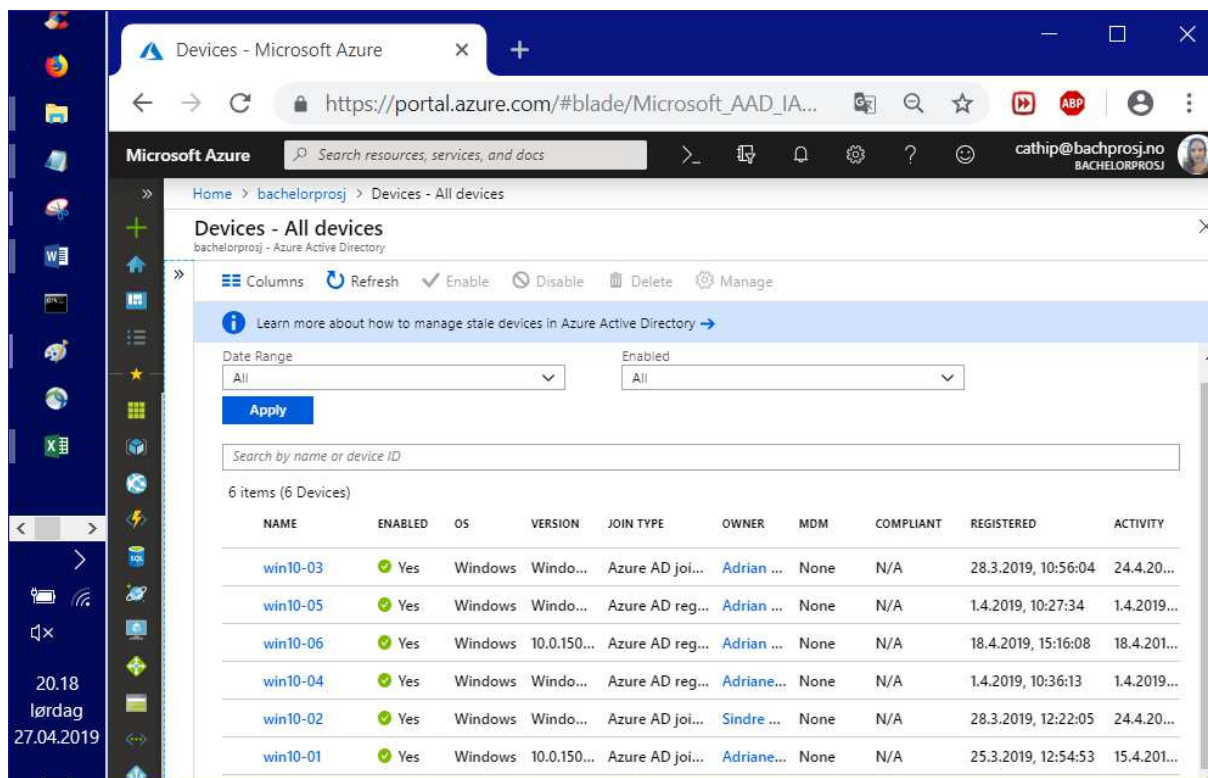 Devices - Microsoft Azure
https://portal.azure.com/#blade/Microsoft_AAD_IA...
ABP
Microsoft Azure
Search resources, services, and docs
cathip@bachprosj.no
BACHELORPROSJ
Home > bachelorprosj > Devices - All devices
Devices - All devices
bachelorprosj - Azure Active Directory
Columns Refresh Enable Disable Delete Manage
Learn more about how to manage stale devices in Azure Active Directory →
Date Range Enabled
All All
Apply
Search by name or device ID
6 items (6 Devices)
NAME ENABLED OS VERSION JOIN TYPE OWNER MDM COMPLIANT REGISTERED ACTIVITY
win10-03 Yes Windows Windo... Azure AD joi... Adrian ... None N/A 28.3.2019, 10:56:04 24.4.20...
win10-05 Yes Windows Windo... Azure AD reg... Adrian ... None N/A 1.4.2019, 10:27:34 1.4.2019...
win10-06 Yes Windows 10.0.150... Azure AD reg... Adrian ... None N/A 18.4.2019, 15:16:08 18.4.201...
win10-04 Yes Windows Windo... Azure AD reg... Adriane... None N/A 1.4.2019, 10:36:13 1.4.2019...
win10-02 Yes Windows Windo... Azure AD joi... Sindre ... None N/A 28.3.2019, 12:22:05 24.4.20...
win10-01 Yes Windows 10.0.150... Azure AD joi... Adriane... None N/A 25.3.2019, 12:54:53 15.4.201...
SQL
20.18
lørdag
27.04.2019